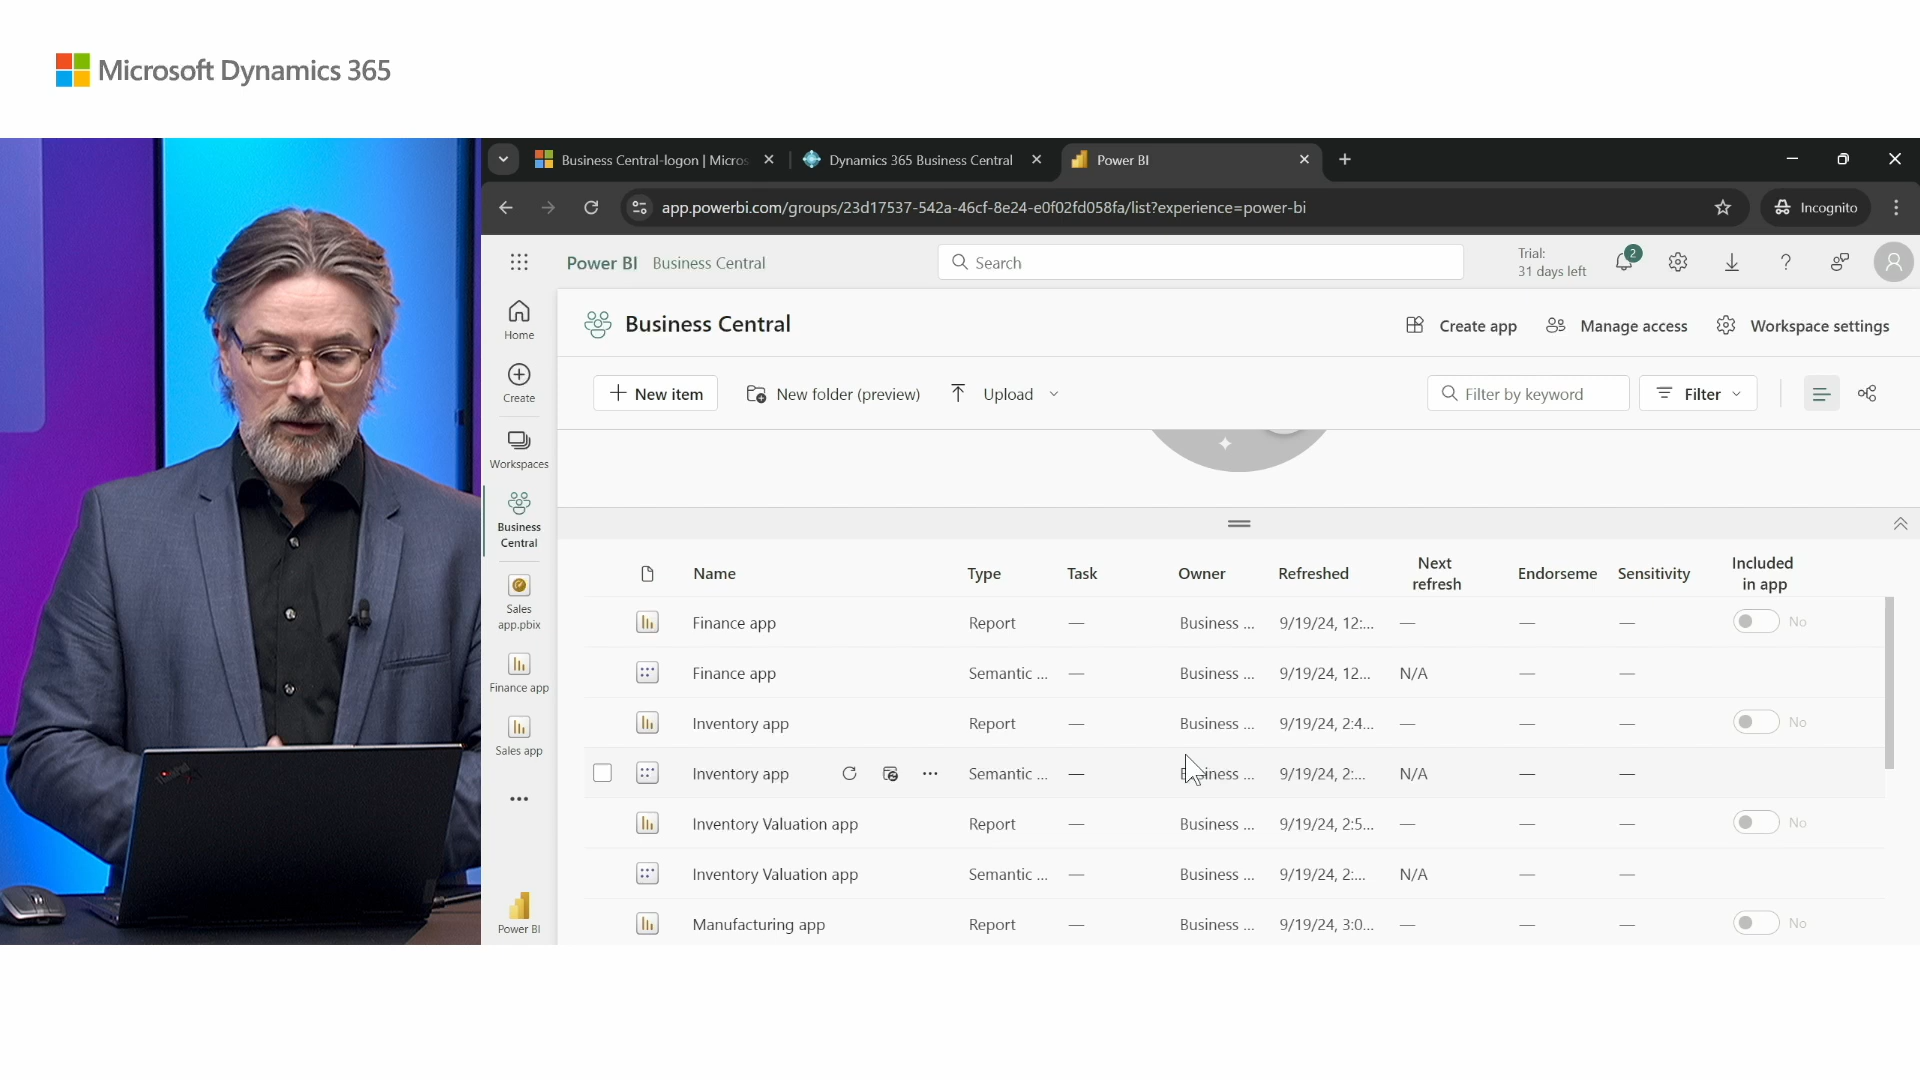 Microsoft Dynamics 365
Business Central-logon | Micros
Dynamics 365 Business Central
Power BI
app.powerbi.com/groups/23d17537-542a-46cf-8e24-e0f02fd058fa/list?experience=power-bi
Incognito
Power BI Business Central
Search
Trial:
31 days left
2
Home
Create
Workspaces
Business
Central
Sales
app.pbix
Finance app
Sales app
Power BI
Business Central
Create app
Manage access
Workspace settings
New item
New folder (preview)
Upload
Filter by keyword
Filter
Name Type Task Owner Refreshed Next refresh Endorseme Sensitivity Included in app
Finance app Report — Business ... 9/19/24, 12:... — — — No
Finance app Semantic ... — Business ... 9/19/24, 12... N/A — —
Inventory app Report — Business ... 9/19/24, 2:4... — — — No
Inventory app Semantic ... — iness ... 9/19/24, 2:... N/A — —
Inventory Valuation app Report — Business ... 9/19/24, 2:5... — — — No
Inventory Valuation app Semantic ... — Business ... 9/19/24, 2:... N/A — —
Manufacturing app Report — Business ... 9/19/24, 3:0... — — — No